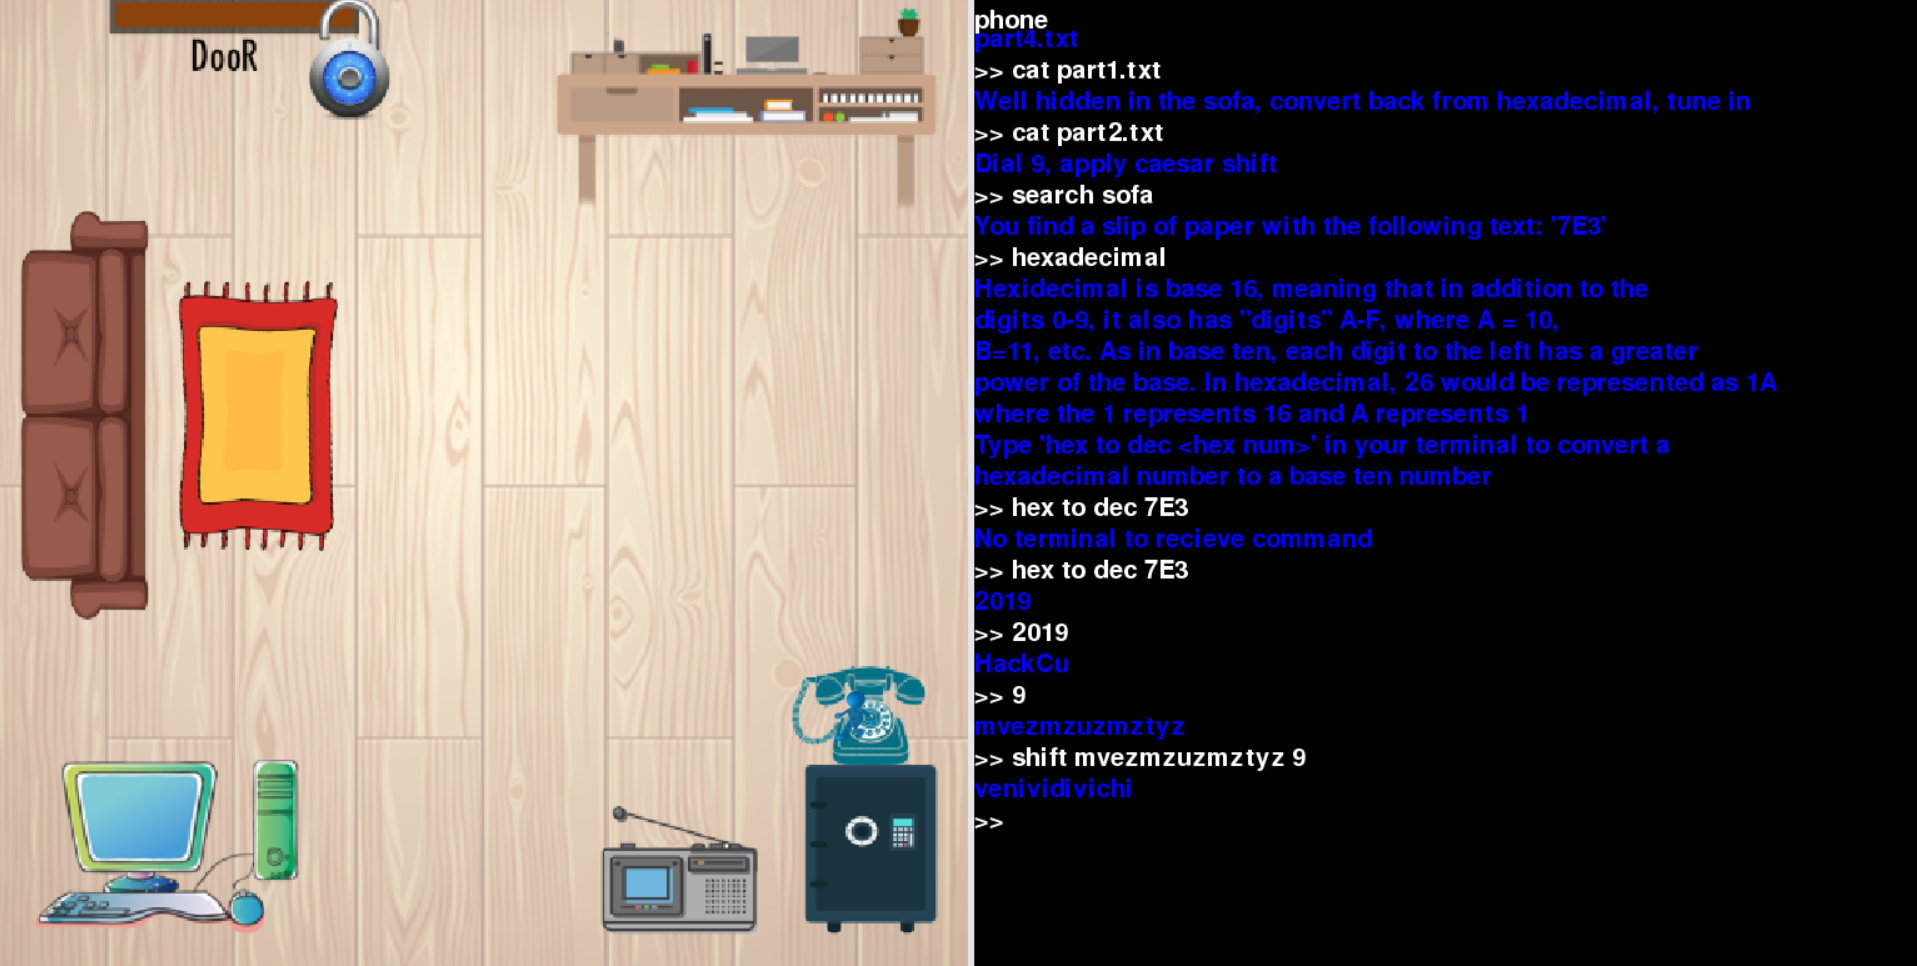 DooR
phone
part4.txt
>> cat part1.txt
Well hidden in the sofa, convert back from hexadecimal, tune in
>> cat part2.txt
Dial 9, apply caesar shift
>> search sofa
You find a slip of paper with the following text: '7E3'
>> hexadecimal
Hexidecimal is base 16, meaning that in addition to the
digits 0-9, it also has "digits" A-F, where A = 10,
B=11, etc. As in base ten, each digit to the left has a greater
power of the base. In hexadecimal, 26 would be represented as 1A
where the 1 represents 16 and A represents 1
Type 'hex to dec <hex num>' in your terminal to convert a
hexadecimal number to a base ten number
>> hex to dec 7E3
No terminal to recieve command
>> hex to dec 7E3
2019
>> 2019
HackCu
>> 9
mvezmzuzmztyz
>> shift mvezmzuzmztyz 9
venividivichi
>>